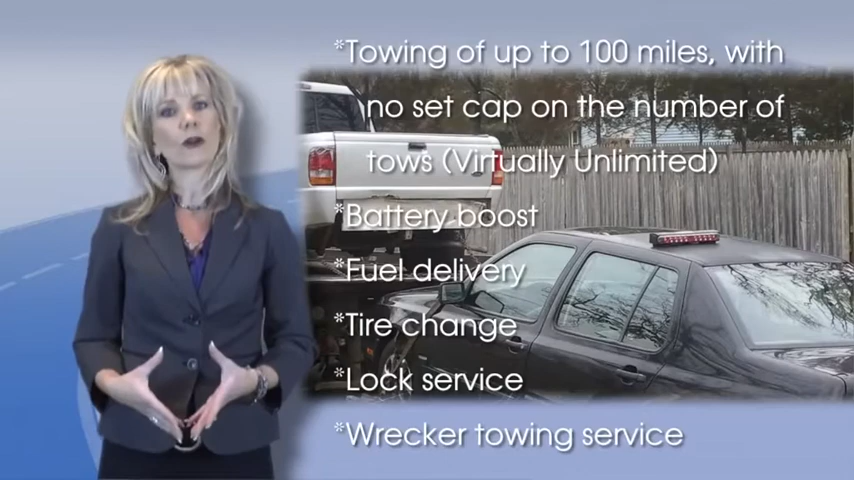 *Towing of up to 100 miles, with
no set cap on the number of
tows (Virtually Unlimited)
*Battery boost
*Fuel delivery
*Tire change
*Lock service
*Wrecker towing service